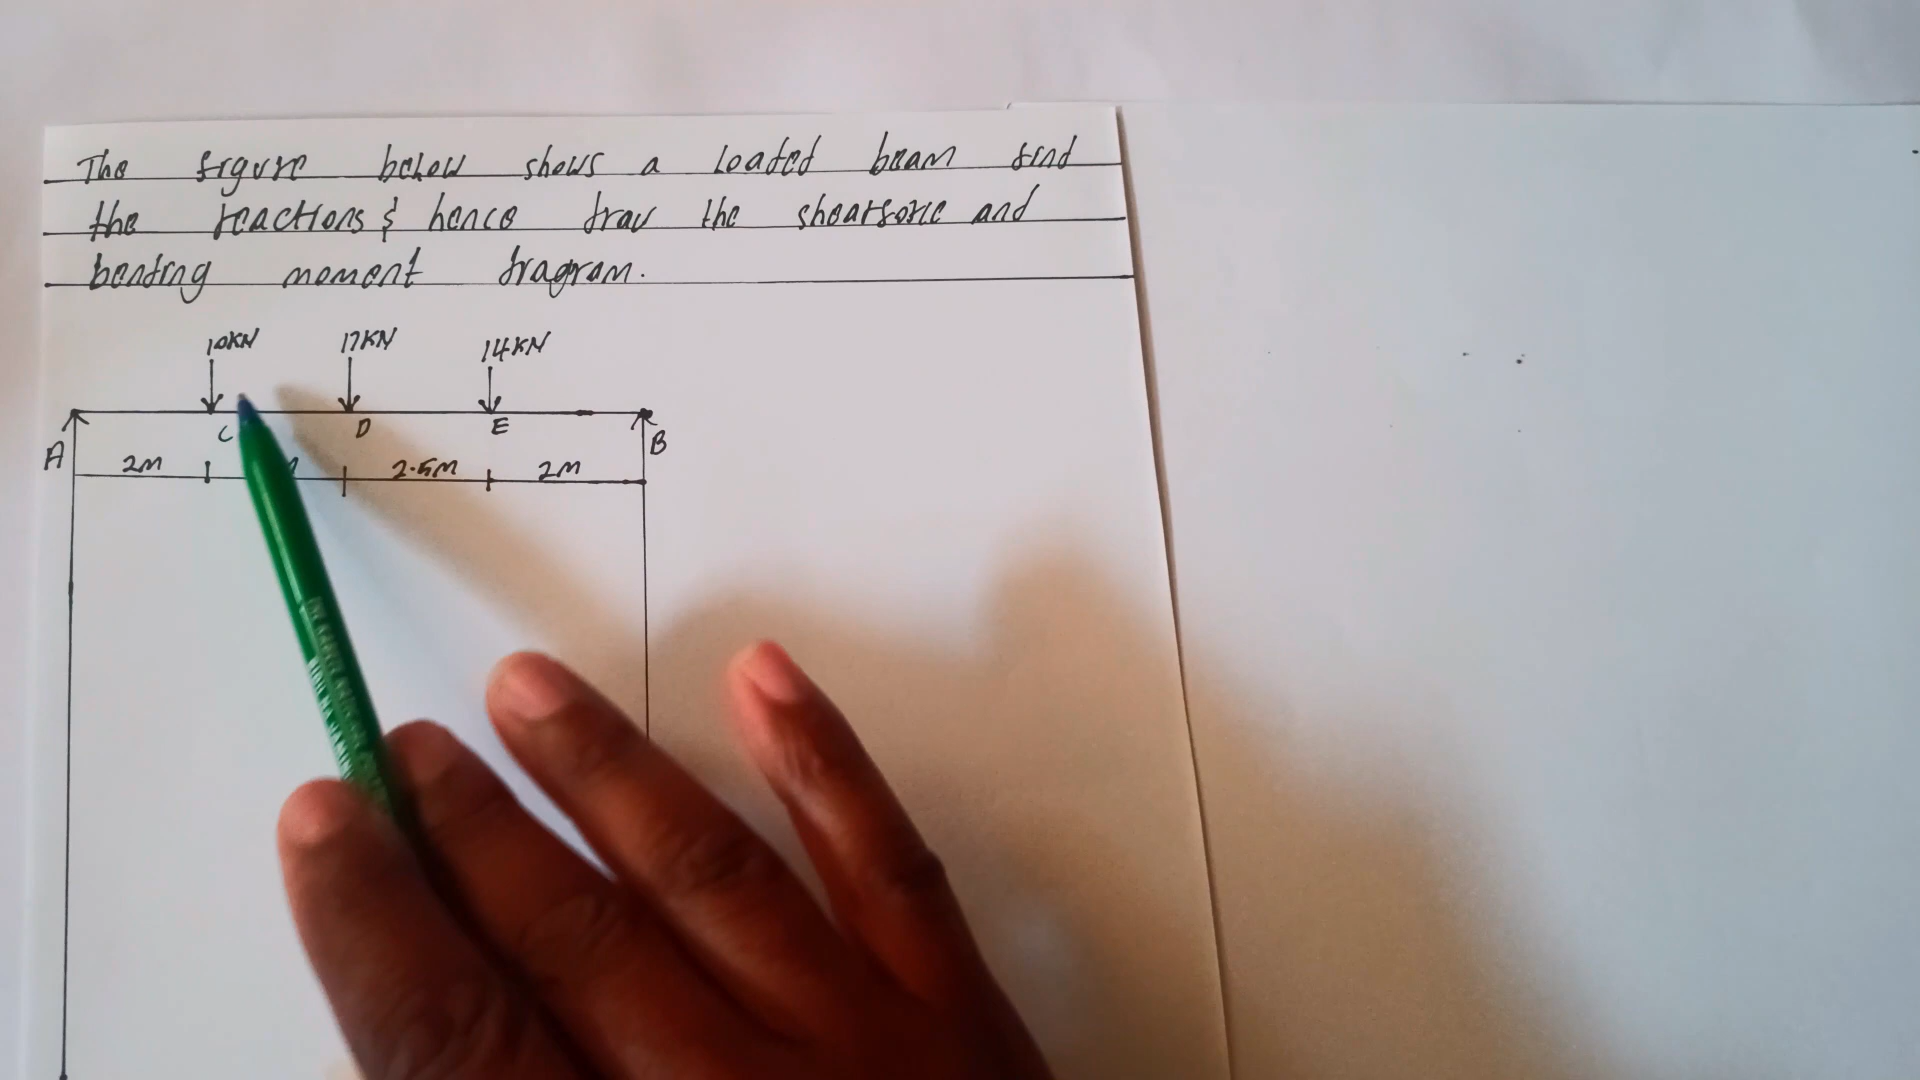 The figure below shows a loaded beam find
the reactions & hence draw the shearforce and
bending moment diagram.
10KN 17KN 14KN
C D E
A B
2M 2.5M 2M